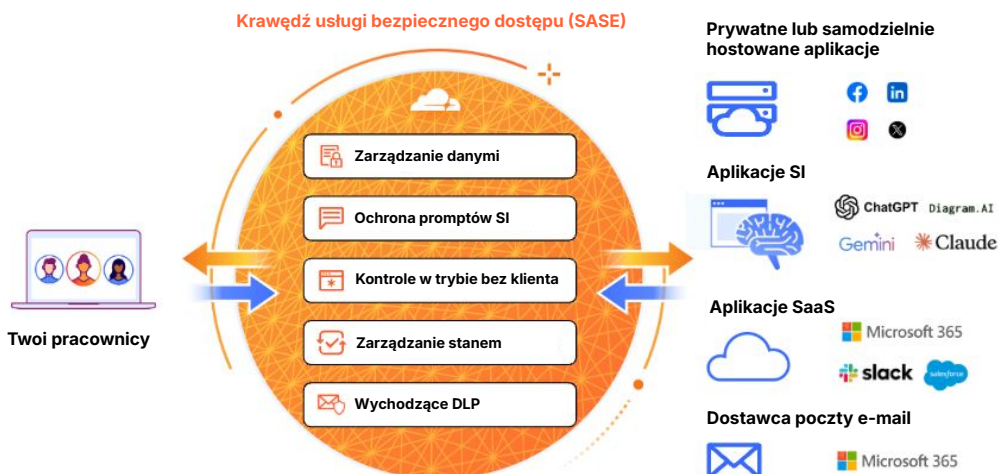 Krawędź usługi bezpiecznego dostępu (SASE)
Zarządzanie danymi
Ochrona promptów SI
Kontrole w trybie bez klienta
Zarządzanie stanem
Wychodzące DLP
Twoi pracownicy
Prywatne lub samodzielnie
hostowane aplikacje
in
X
Aplikacje SI
ChatGPT Diagram.AI
Gemini Claude
Aplikacje SaaS
Microsoft 365
slack salesforce
Dostawca poczty e-mail
Microsoft 365